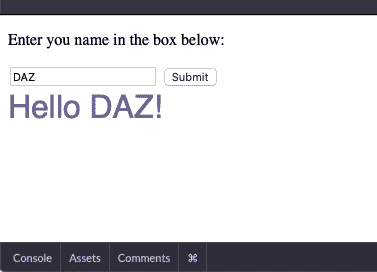 Enter you name in the box below:
DAZ Submit
Hello DAZ!
Console Assets Comments ⌘